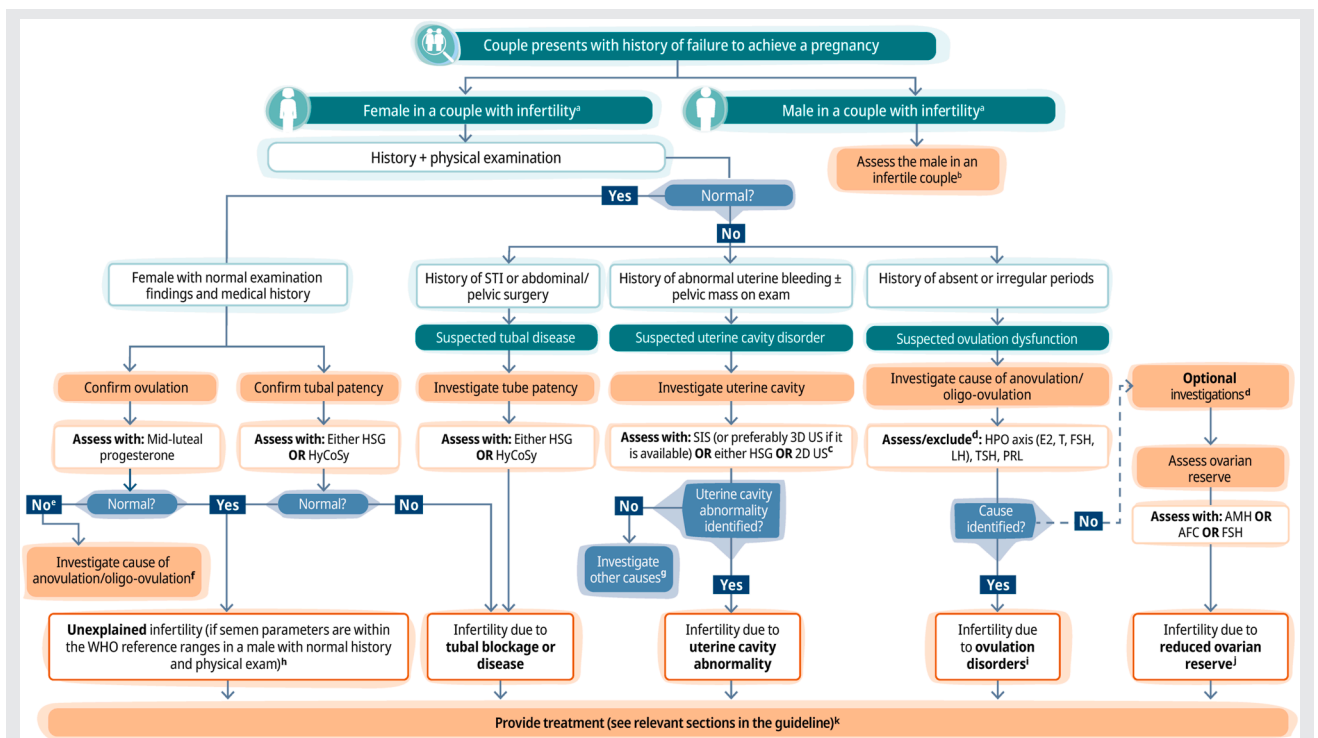 Couple presents with history of failure to achieve a pregnancy
Female in a couple with infertilityᵃ
Male in a couple with infertilityᵃ
History + physical examination
Assess the male in an
infertile coupleᵇ
Normal?
Yes
No
Female with normal examination
findings and medical history
History of STI or abdominal/
pelvic surgery
History of abnormal uterine bleeding ±
pelvic mass on exam
History of absent or irregular periods
Suspected tubal disease
Suspected uterine cavity disorder
Suspected ovulation dysfunction
Confirm ovulation
Confirm tubal patency
Investigate tube patency
Investigate uterine cavity
Investigate cause of anovulation/
oligo-ovulation
Optional
investigationsᵈ
Assess with: Mid-luteal
progesterone
Assess with: Either HSG
OR HyCoSy
Assess with: Either HSG
OR HyCoSy
Assess with: SIS (or preferably 3D US if it
is available) OR either HSG OR 2D USᶜ
Assess/excludeᵈ: HPO axis (E2, T, FSH,
LH), TSH, PRL
Assess ovarian
reserve
Noᵉ
Normal?
Yes
Normal?
No
No
Uterine cavity
abnormality
identified?
Cause
identified?
No
Assess with: AMH OR
AFC OR FSH
Investigate cause of
anovulation/oligo-ovulationᶠ
Investigate
other causesᵍ
Yes
Yes
Unexplained infertility (if semen parameters are within
the WHO reference ranges in a male with normal history
and physical exam)ʰ
Infertility due to
tubal blockage or
disease
Infertility due to
uterine cavity
abnormality
Infertility due
to ovulation
disordersⁱ
Infertility due to
reduced ovarian
reserveʲ
Provide treatment (see relevant sections in the guideline)ᵏ